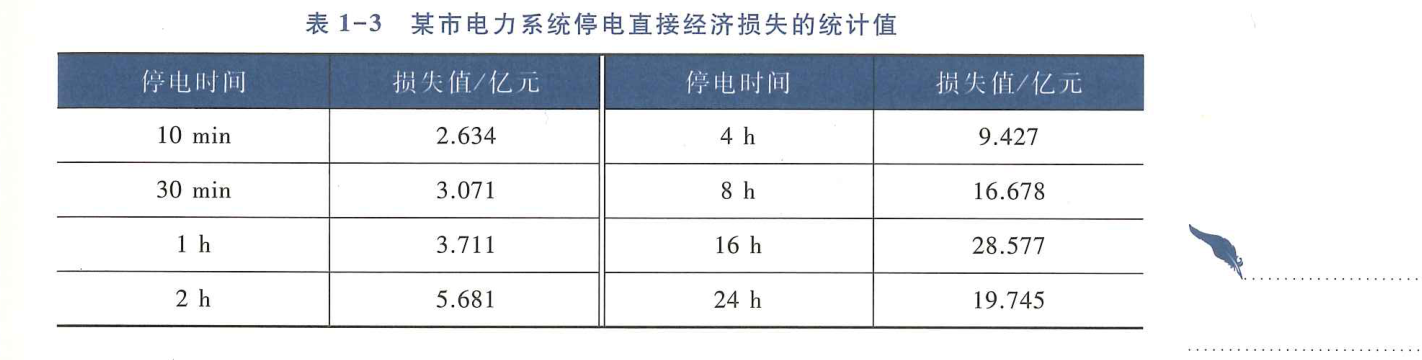 表 1-3 某市电力系统停电直接经济损失的统计值
停电时间 损失值/亿元 停电时间 损失值/亿元
10 min 2.634 4 h 9.427
30 min 3.071 8 h 16.678
1 h 3.711 16 h 28.577
2 h 5.681 24 h 19.745